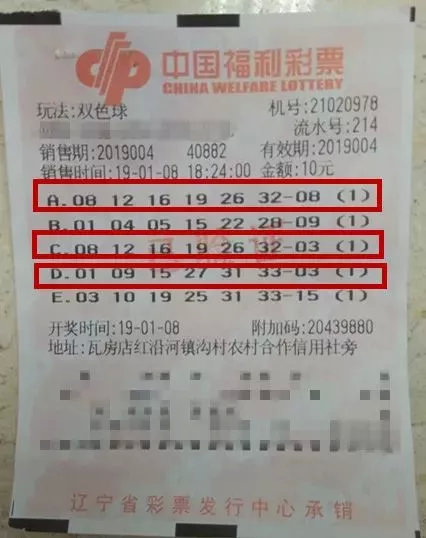 中国福利彩票
CHINA WELFARE LOTTERY
玩法:双色球 机号:21020978
流水号:214
销售期:2019004 40882 有效期:2019004
销售时间:19-01-08 18:24:00 金额:10元
A.08 12 16 19 26 32-08 (1)
B.01 04 05 15 22 28-09 (1)
C.08 12 16 19 26 32-03 (1)
D.01 09 15 27 31 33-03 (1)
E.03 10 19 25 31 33-15 (1)
开奖时间:19-01-08 附加码:20439880
地址:瓦房店红沿河镇沟村农村合作信用社旁
辽宁省彩票发行中心承销